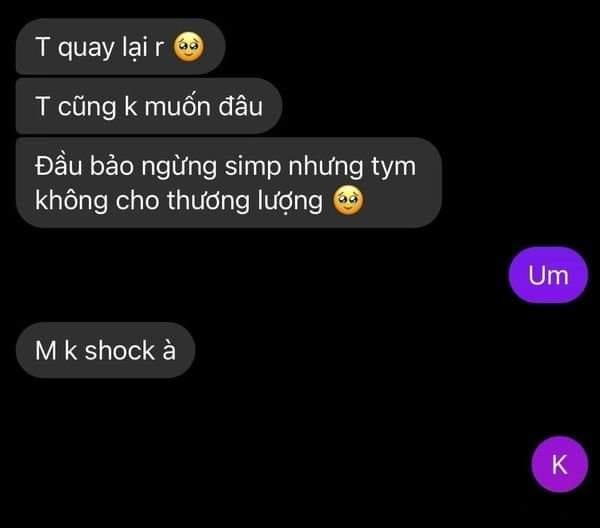 T quay lại r 🥹
T cũng k muốn đâu
Đầu bảo ngừng simp nhưng tym
không cho thương lượng 🥹
Um
M k shock à
K